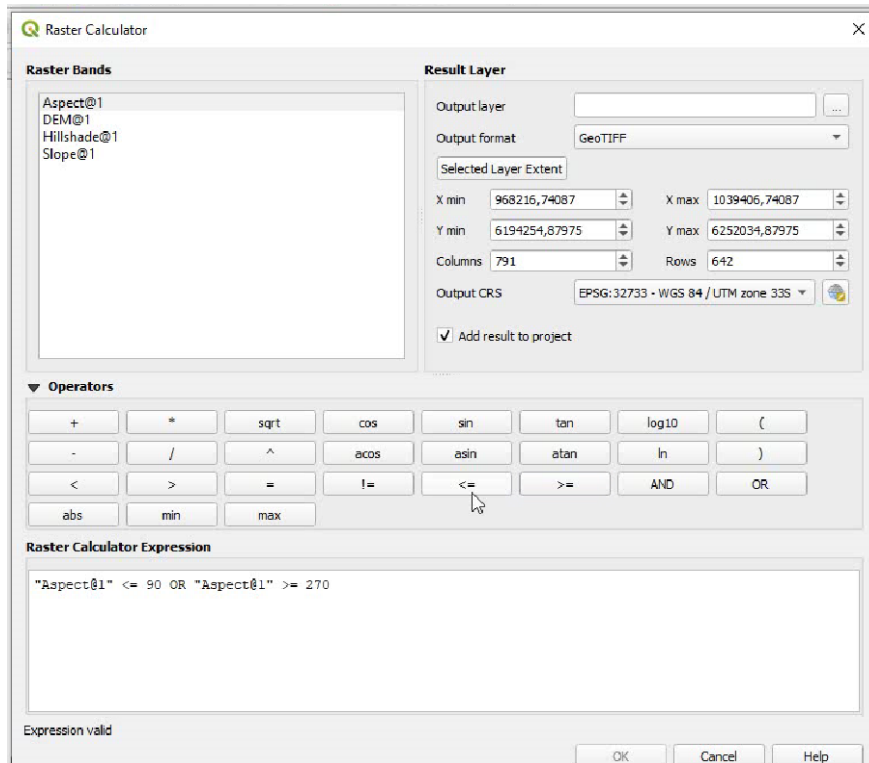 Raster Calculator
Raster Bands
Aspect@1
DEM@1
Hillshade@1
Slope@1
Result Layer
Output layer ...
Output format GeoTIFF
Selected Layer Extent
X min 968216,74087 X max 1039406,74087
Y min 6194254,87975 Y max 6252034,87975
Columns 791 Rows 642
Output CRS EPSG:32733 - WGS 84 / UTM zone 33S
Add result to project
Operators
+ * sqrt cos sin tan log10 (
- / ^ acos asin atan ln )
< > = != <= >= AND OR
abs min max
Raster Calculator Expression
"Aspect@1" <= 90 OR "Aspect@1" >= 270
Expression valid
OK Cancel Help